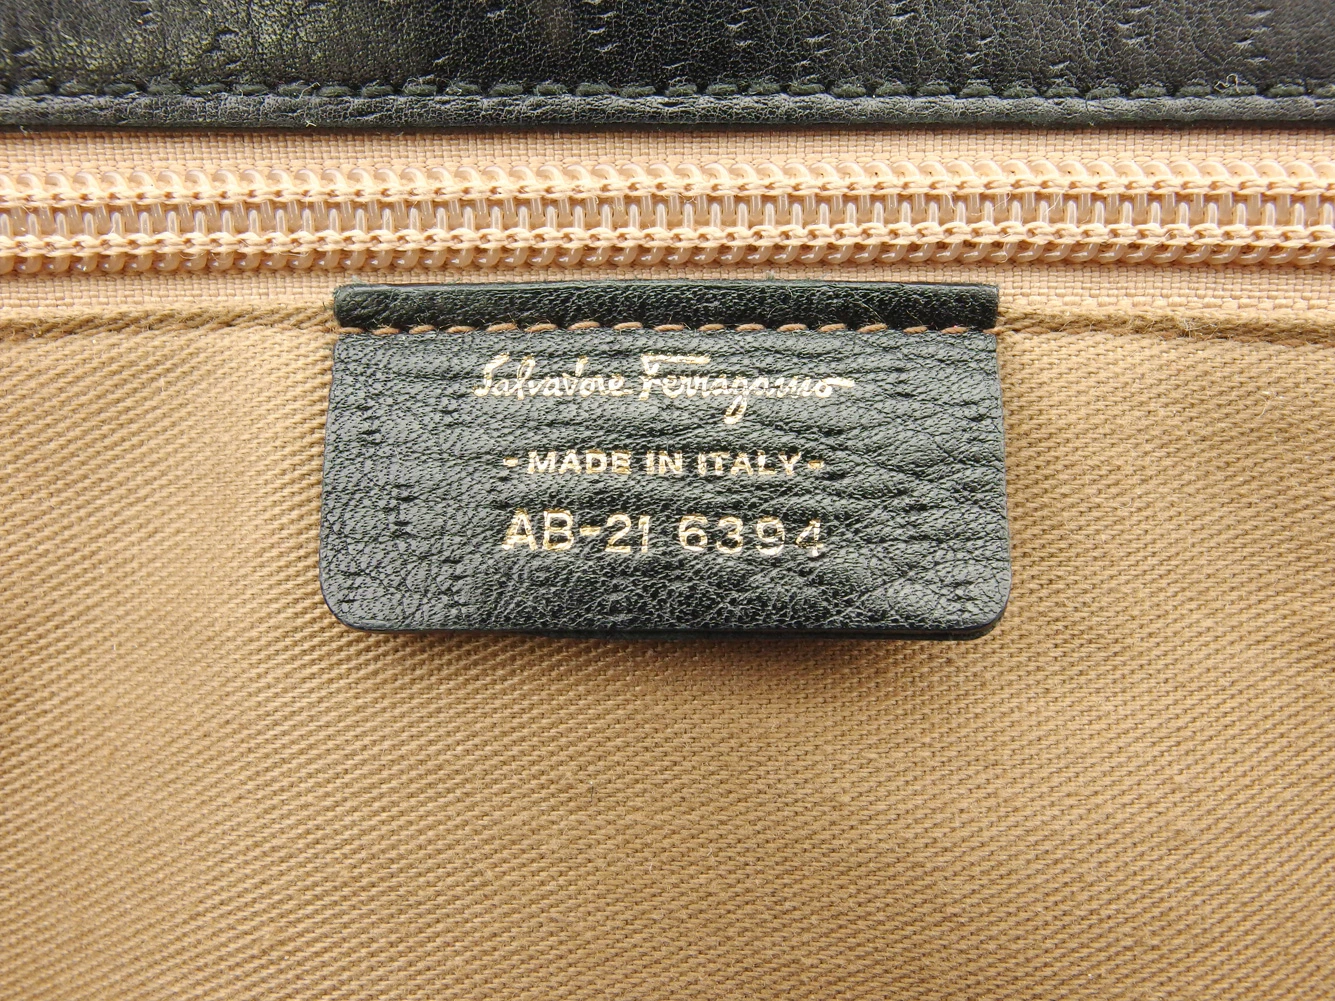 Salvatore Ferragamo
-MADE IN ITALY-
AB-21 6394